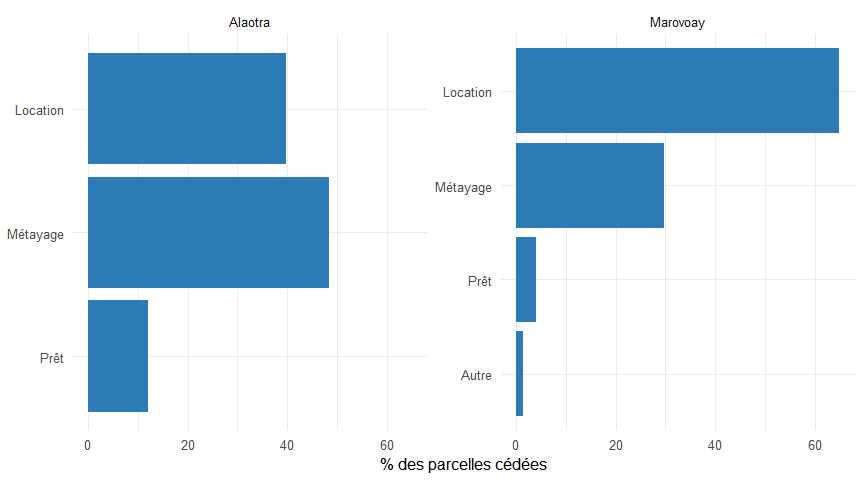 Alaotra
Location
Métayage
Prêt
0 20 40 60
Marovoay
Location
Métayage
Prêt
Autre
0 20 40 60
% des parcelles cédées